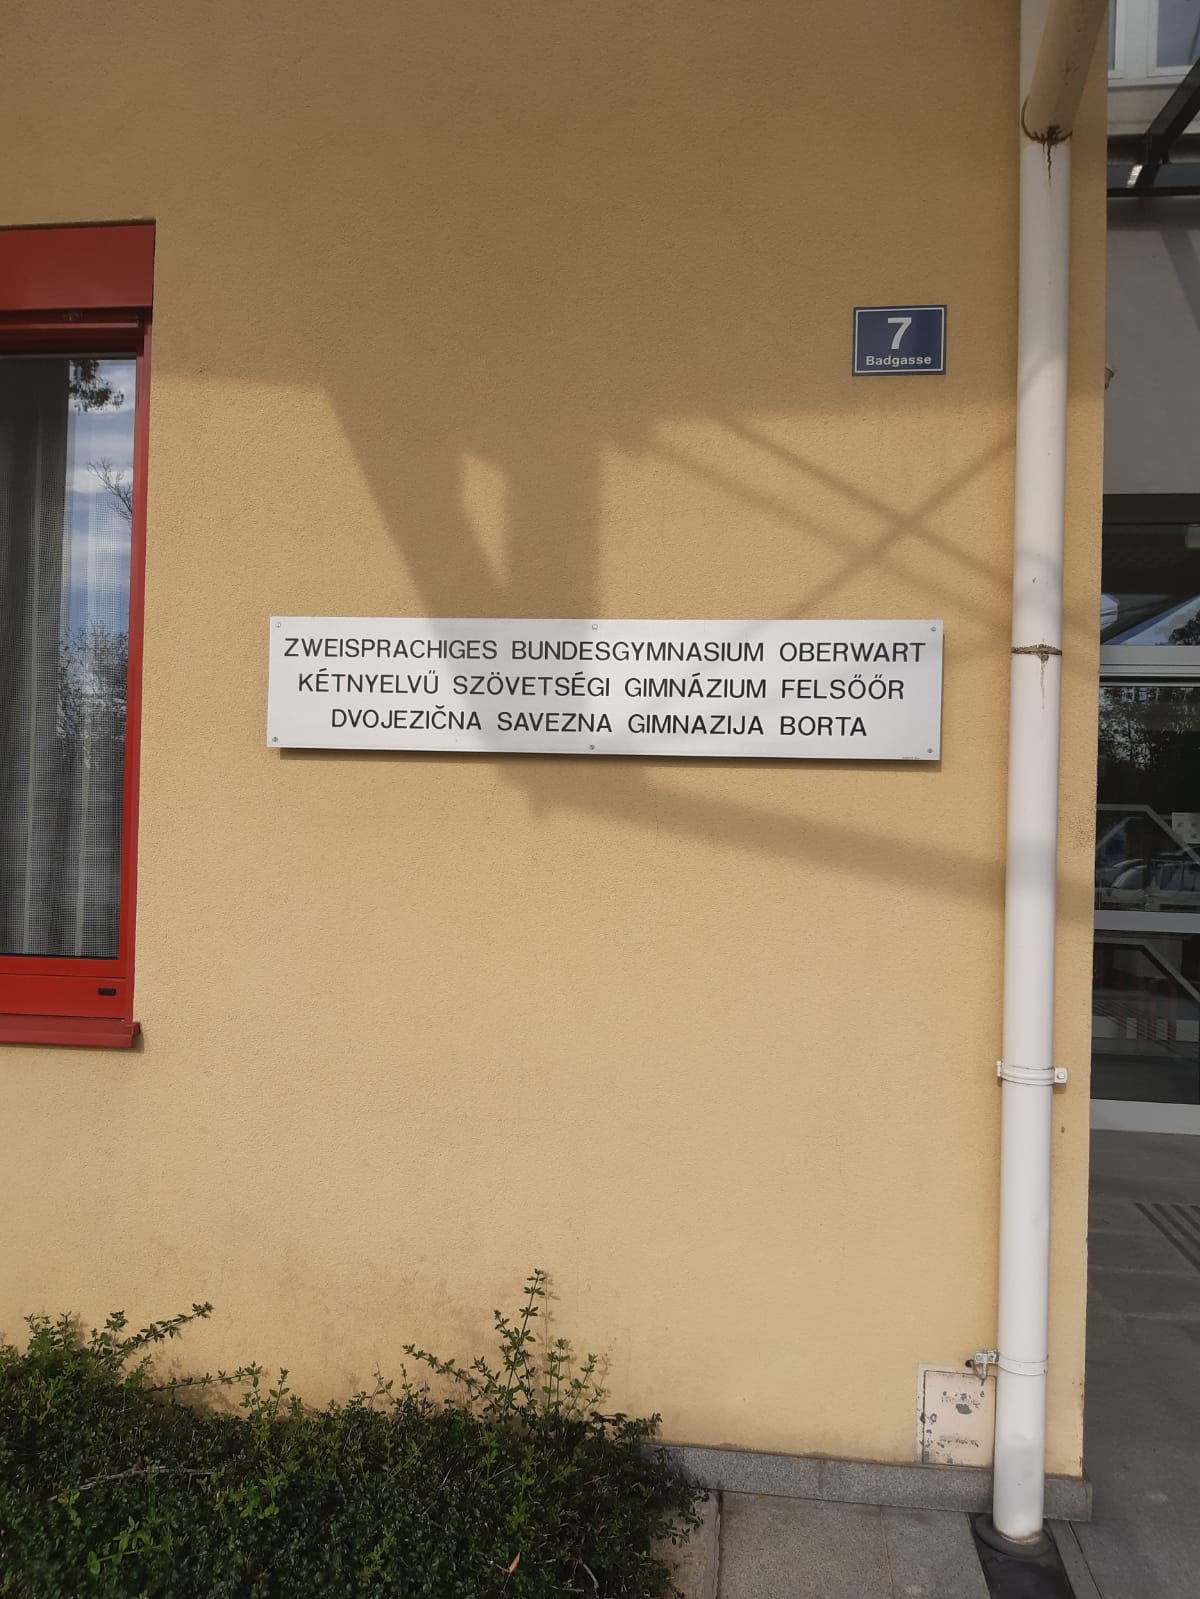 7
Badgasse
ZWEISPRACHIGES BUNDESGYMNASIUM OBERWART
KÉTNYELVŰ SZÖVETSÉGI GIMNÁZIUM FELSŐŐR
DVOJEZIČNA SAVEZNA GIMNAZIJA BORTA